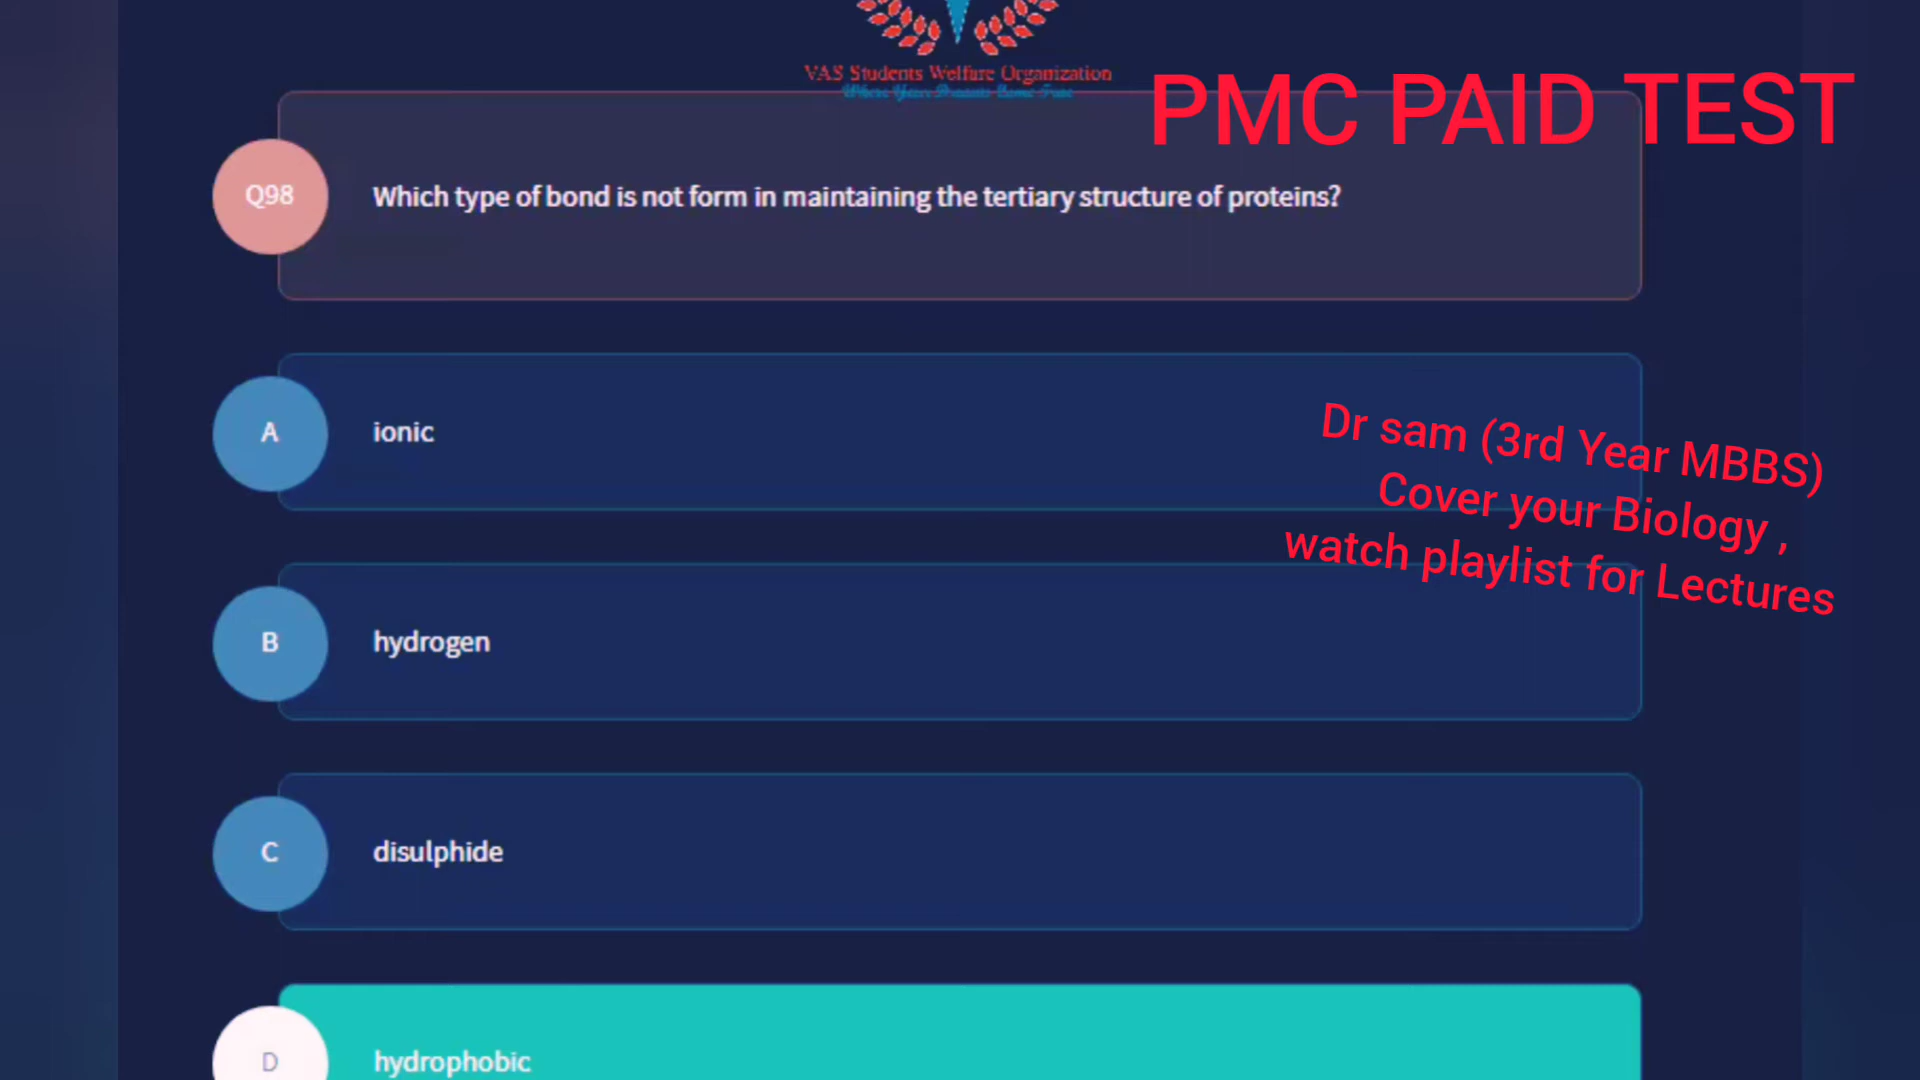 VAS Students Welfare Organization
PMC PAID TEST
Q98
Which type of bond is not form in maintaining the tertiary structure of proteins?
A
ionic
Dr sam (3rd Year MBBS)
Cover your Biology ,
watch playlist for Lectures
B
hydrogen
C
disulphide
D
hydrophobic